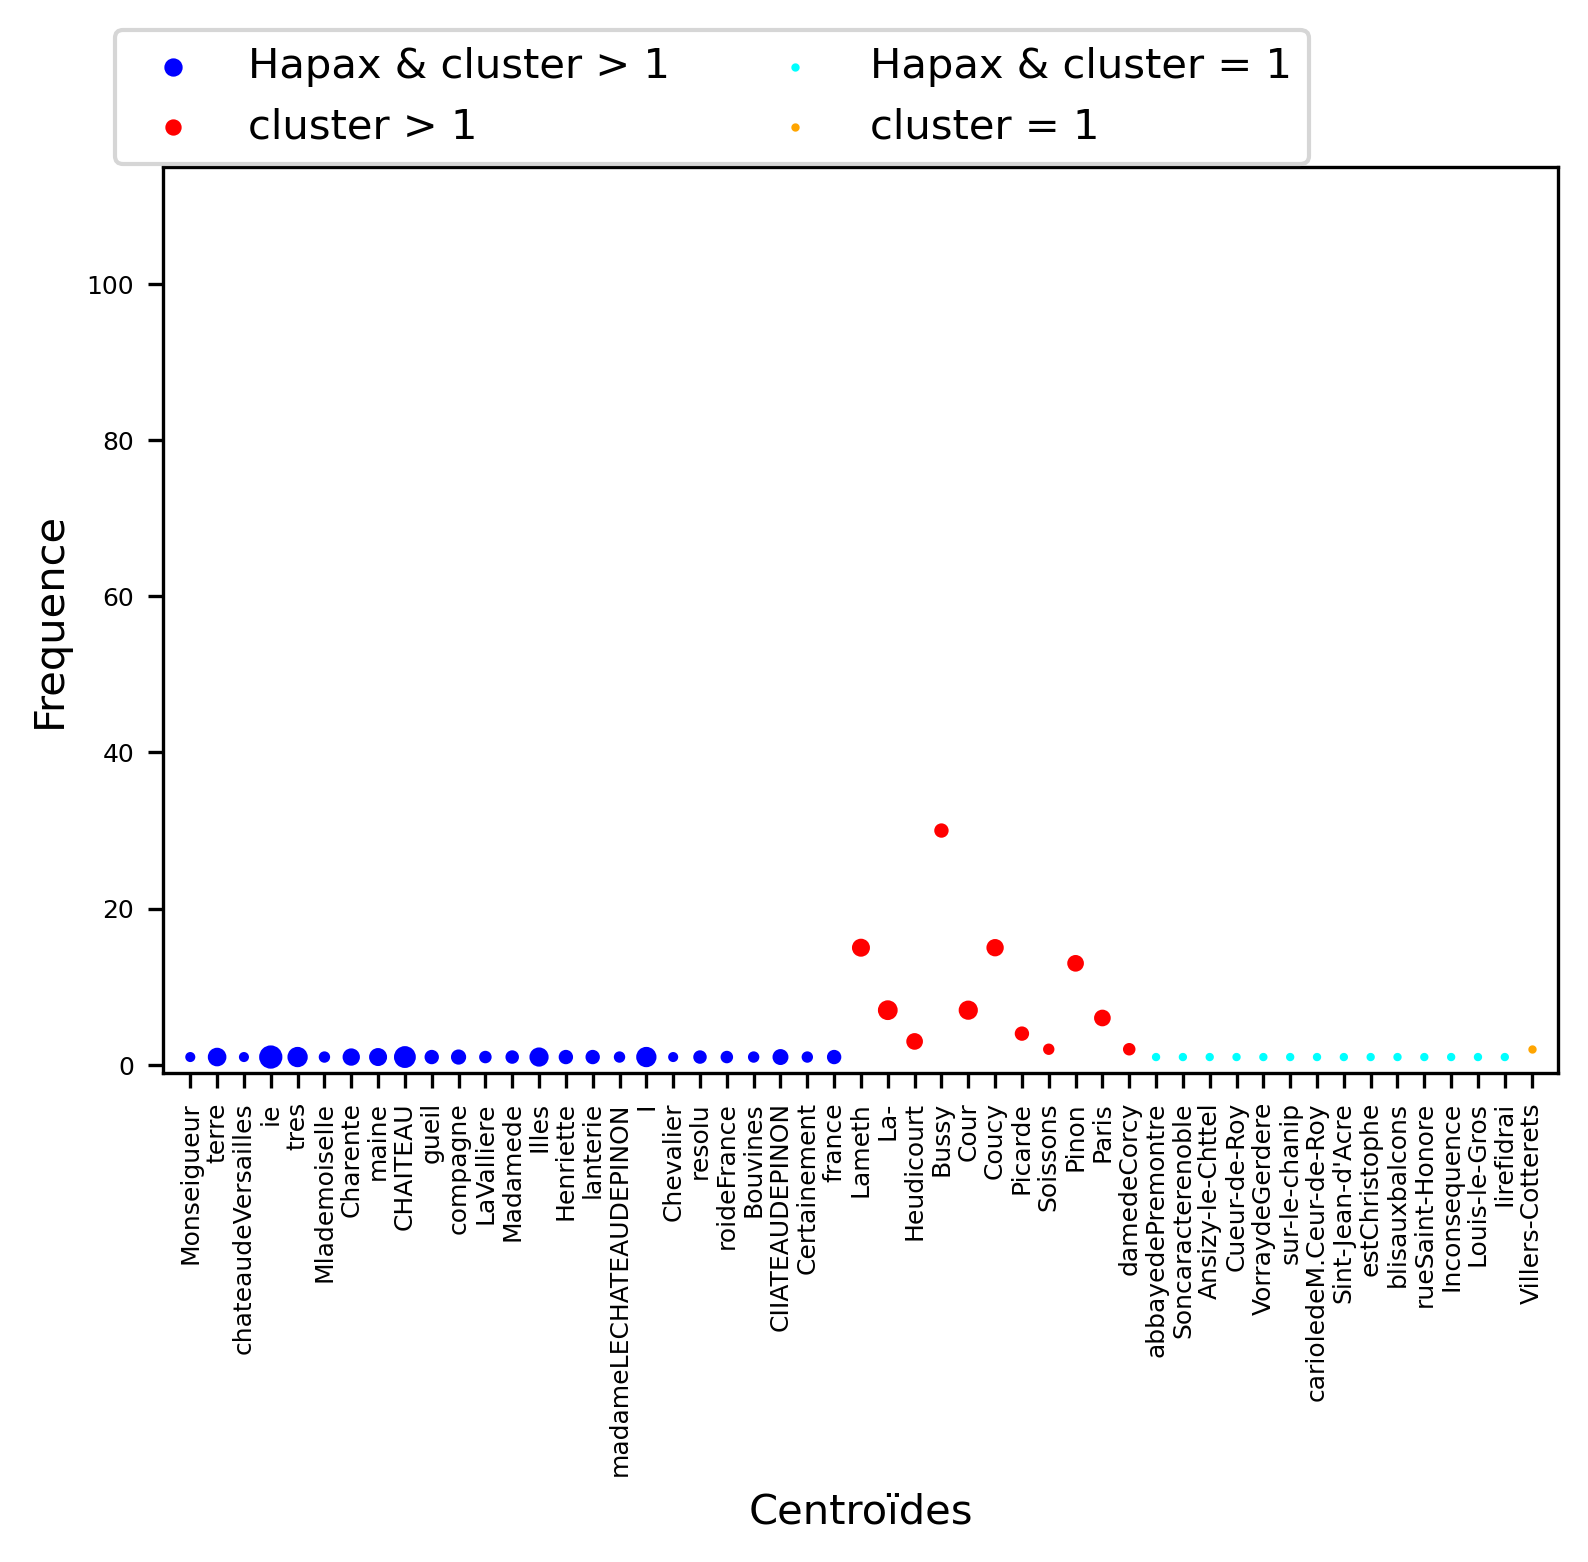 Hapax & cluster > 1
Hapax & cluster = 1
cluster > 1
cluster = 1
Frequence
100
80
60
40
20
0
Monseigueur
terre
chateaudeVersailles
ie
tres
Mlademoiselle
Charente
maine
CHAITEAU
gueil
compagne
LaValliere
Madamede
Illes
Henriette
lanterie
madameLECHATEAUDEPINON
I
Chevalier
resolu
roideFrance
Bouvines
CIIATEAUDEPINON
Certainement
france
Lameth
La-
Heudicourt
Bussy
Cour
Coucy
Picarde
Soissons
Pinon
Paris
damedeCorcy
abbayedePremontre
Soncaracterenoble
Ansizy-le-Chttel
Cueur-de-Roy
VorraydeGerdere
sur-le-chanip
carioledeM.Ceur-de-Roy
Sint-Jean-d'Acre
estChristophe
blisauxbalcons
rueSaint-Honore
Inconsequence
Louis-le-Gros
lirefidrai
Villers-Cotterets
Centroïdes